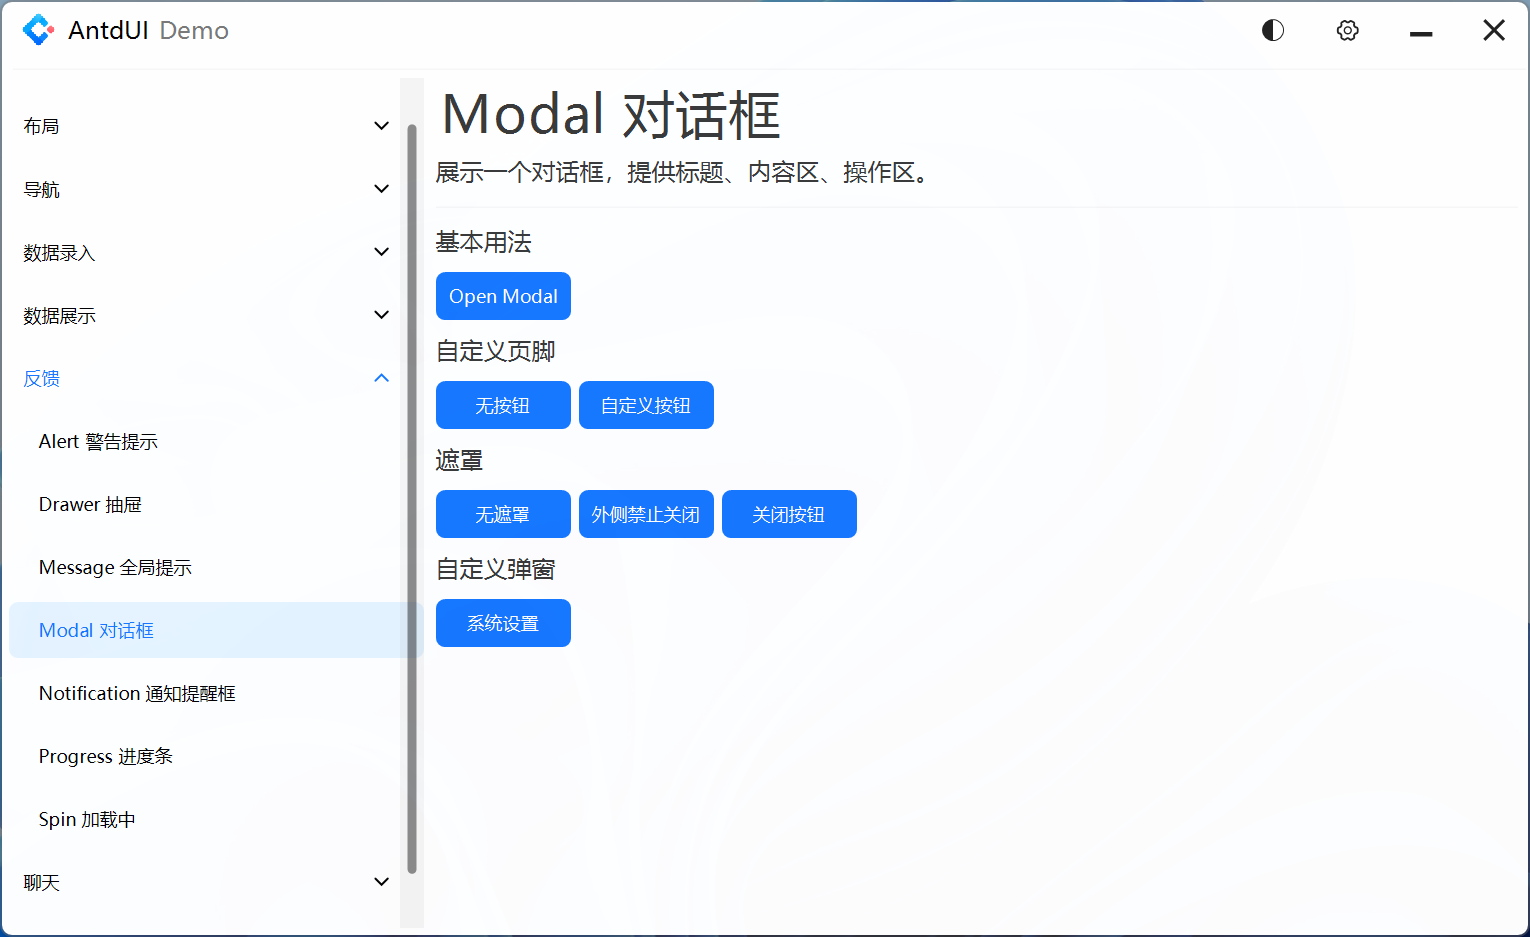 AntdUI Demo
布局
导航
数据录入
数据展示
反馈
Alert 警告提示
Drawer 抽屉
Message 全局提示
Modal 对话框
Notification 通知提醒框
Progress 进度条
Spin 加载中
聊天
Modal 对话框
展示一个对话框，提供标题、内容区、操作区。
基本用法
Open Modal
自定义页脚
无按钮 自定义按钮
遮罩
无遮罩 外侧禁止关闭 关闭按钮
自定义弹窗
系统设置